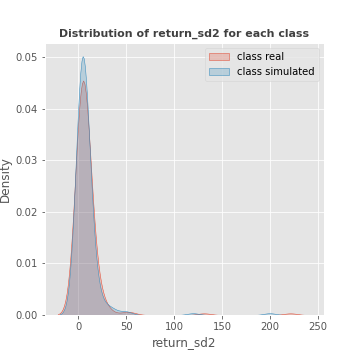 Distribution of return_sd2 for each class
class real
class simulated
0.05
0.04
0.03
0.02
0.01
0.00
Density
0 50 100 150 200 250
return_sd2